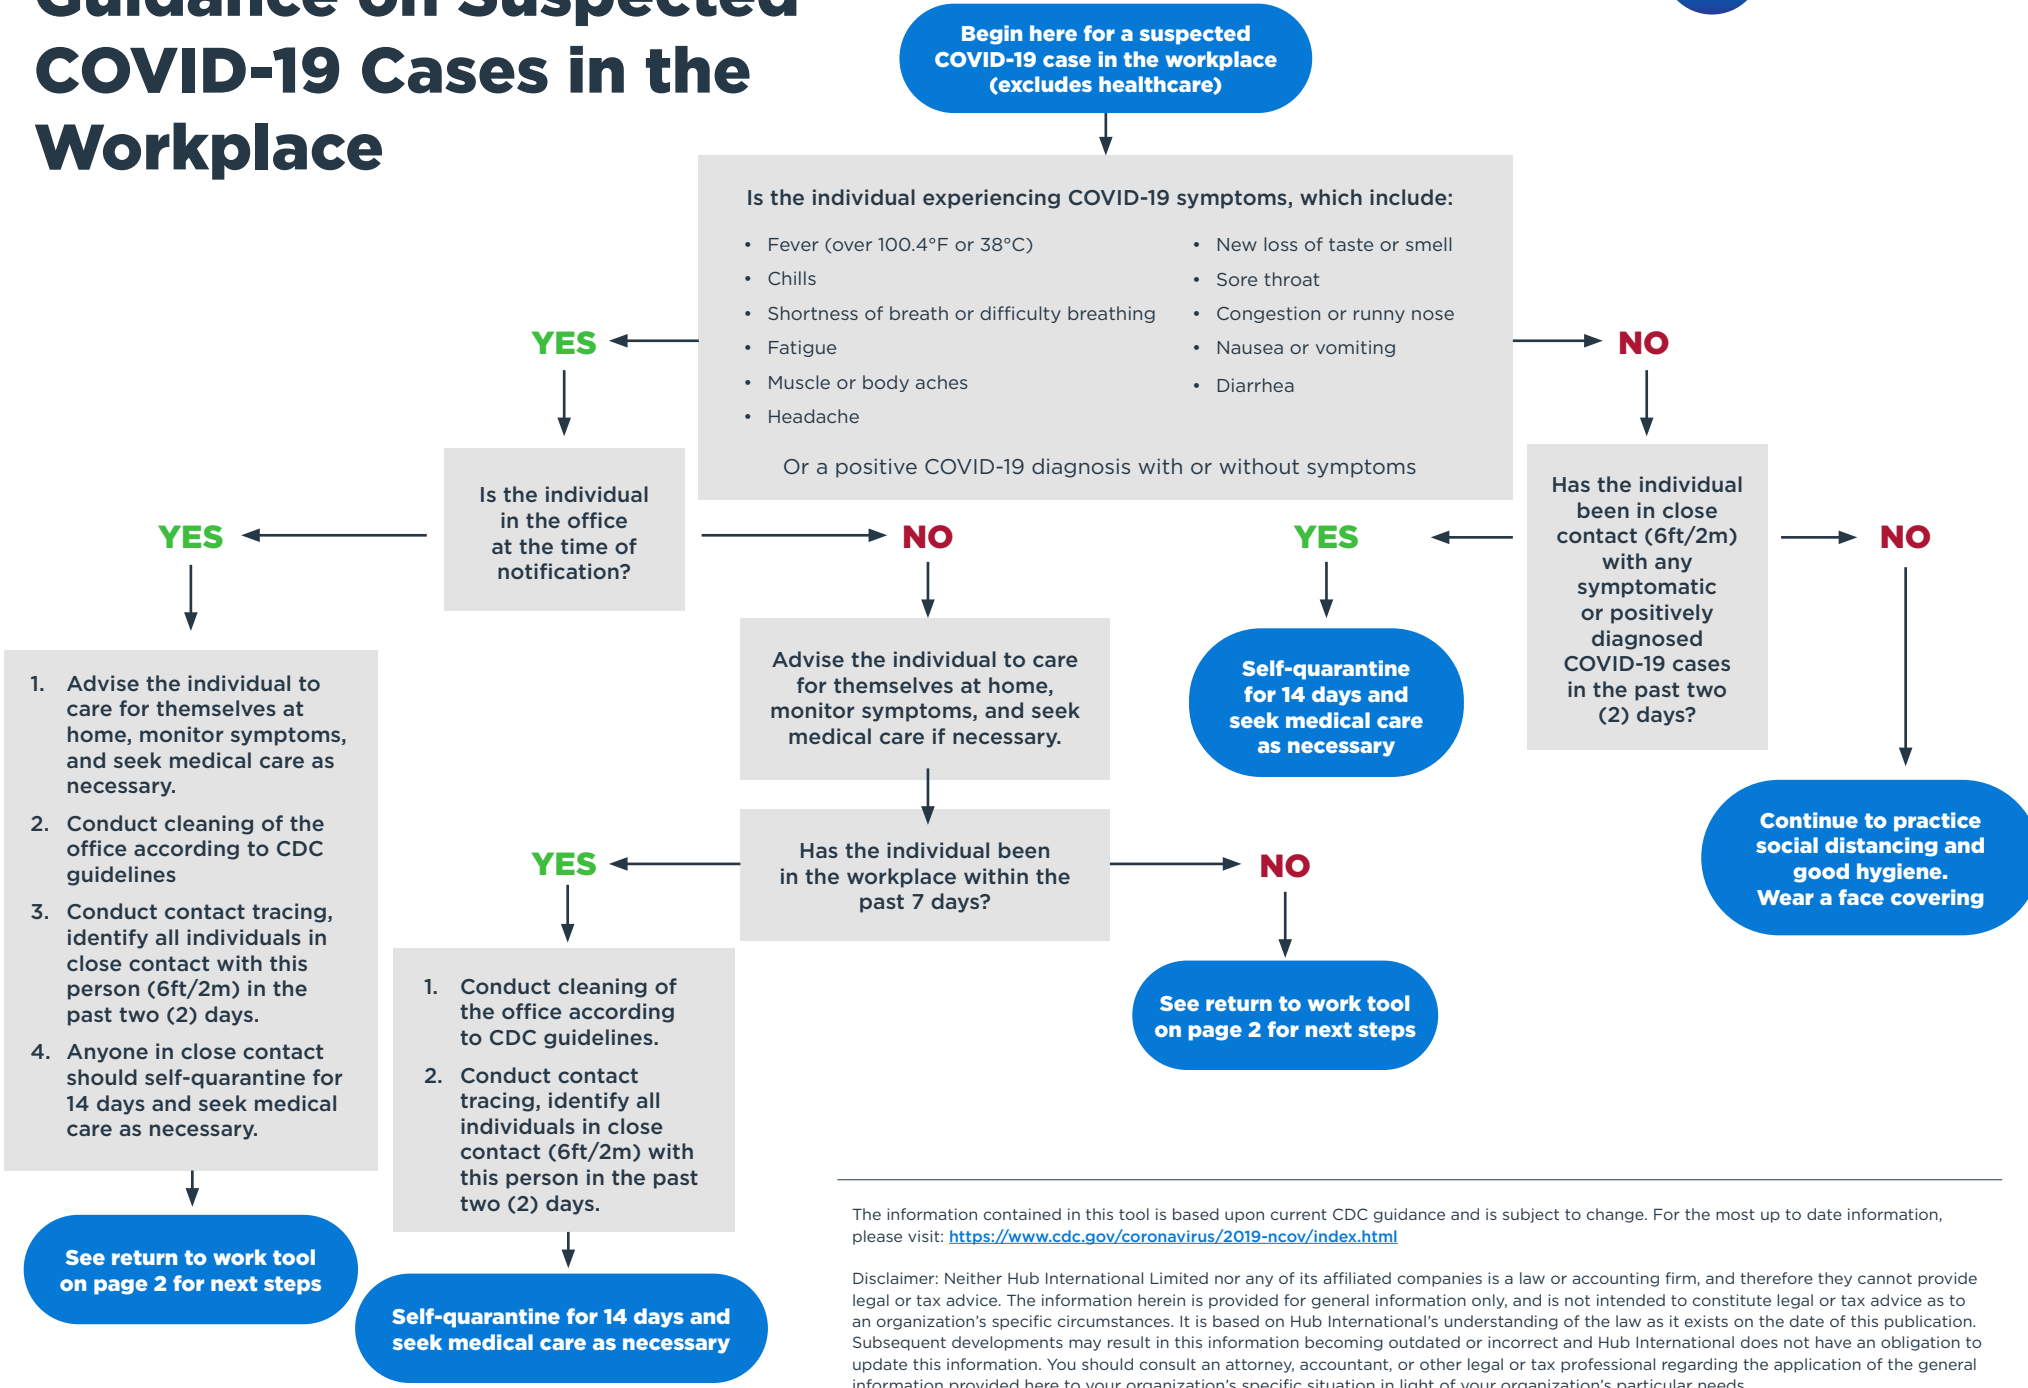 Guidance on Suspected
COVID-19 Cases in the
Workplace
Begin here for a suspected
COVID-19 case in the workplace
(excludes healthcare)
Is the individual experiencing COVID-19 symptoms, which include:
• Fever (over 100.4°F or 38°C)
• Chills
• Shortness of breath or difficulty breathing
• Fatigue
• Muscle or body aches
• Headache
• New loss of taste or smell
• Sore throat
• Congestion or runny nose
• Nausea or vomiting
• Diarrhea
Or a positive COVID-19 diagnosis with or without symptoms
YES
NO
Is the individual
in the office
at the time of
notification?
YES
NO
Has the individual
been in close
contact (6ft/2m)
with any
symptomatic
or positively
diagnosed
COVID-19 cases
in the past two
(2) days?
YES
NO
1. Advise the individual to
care for themselves at
home, monitor symptoms,
and seek medical care as
necessary.
2. Conduct cleaning of the
office according to CDC
guidelines
3. Conduct contact tracing,
identify all individuals in
close contact with this
person (6ft/2m) in the
past two (2) days.
4. Anyone in close contact
should self-quarantine for
14 days and seek medical
care as necessary.
See return to work tool
on page 2 for next steps
Advise the individual to care
for themselves at home,
monitor symptoms, and seek
medical care if necessary.
Has the individual been
in the workplace within the
past 7 days?
YES
NO
1. Conduct cleaning of
the office according
to CDC guidelines.
2. Conduct contact
tracing, identify all
individuals in close
contact (6ft/2m) with
this person in the past
two (2) days.
Self-quarantine for 14 days and
seek medical care as necessary
See return to work tool
on page 2 for next steps
Self-quarantine
for 14 days and
seek medical care
as necessary
Continue to practice
social distancing and
good hygiene.
Wear a face covering
The information contained in this tool is based upon current CDC guidance and is subject to change. For the most up to date information,
please visit: https://www.cdc.gov/coronavirus/2019-ncov/index.html
Disclaimer: Neither Hub International Limited nor any of its affiliated companies is a law or accounting firm, and therefore they cannot provide
legal or tax advice. The information herein is provided for general information only, and is not intended to constitute legal or tax advice as to
an organization's specific circumstances. It is based on Hub International's understanding of the law as it exists on the date of this publication.
Subsequent developments may result in this information becoming outdated or incorrect and Hub International does not have an obligation to
update this information. You should consult an attorney, accountant, or other legal or tax professional regarding the application of the general
information provided here to your organization's specific situation in light of your organization's particular needs.